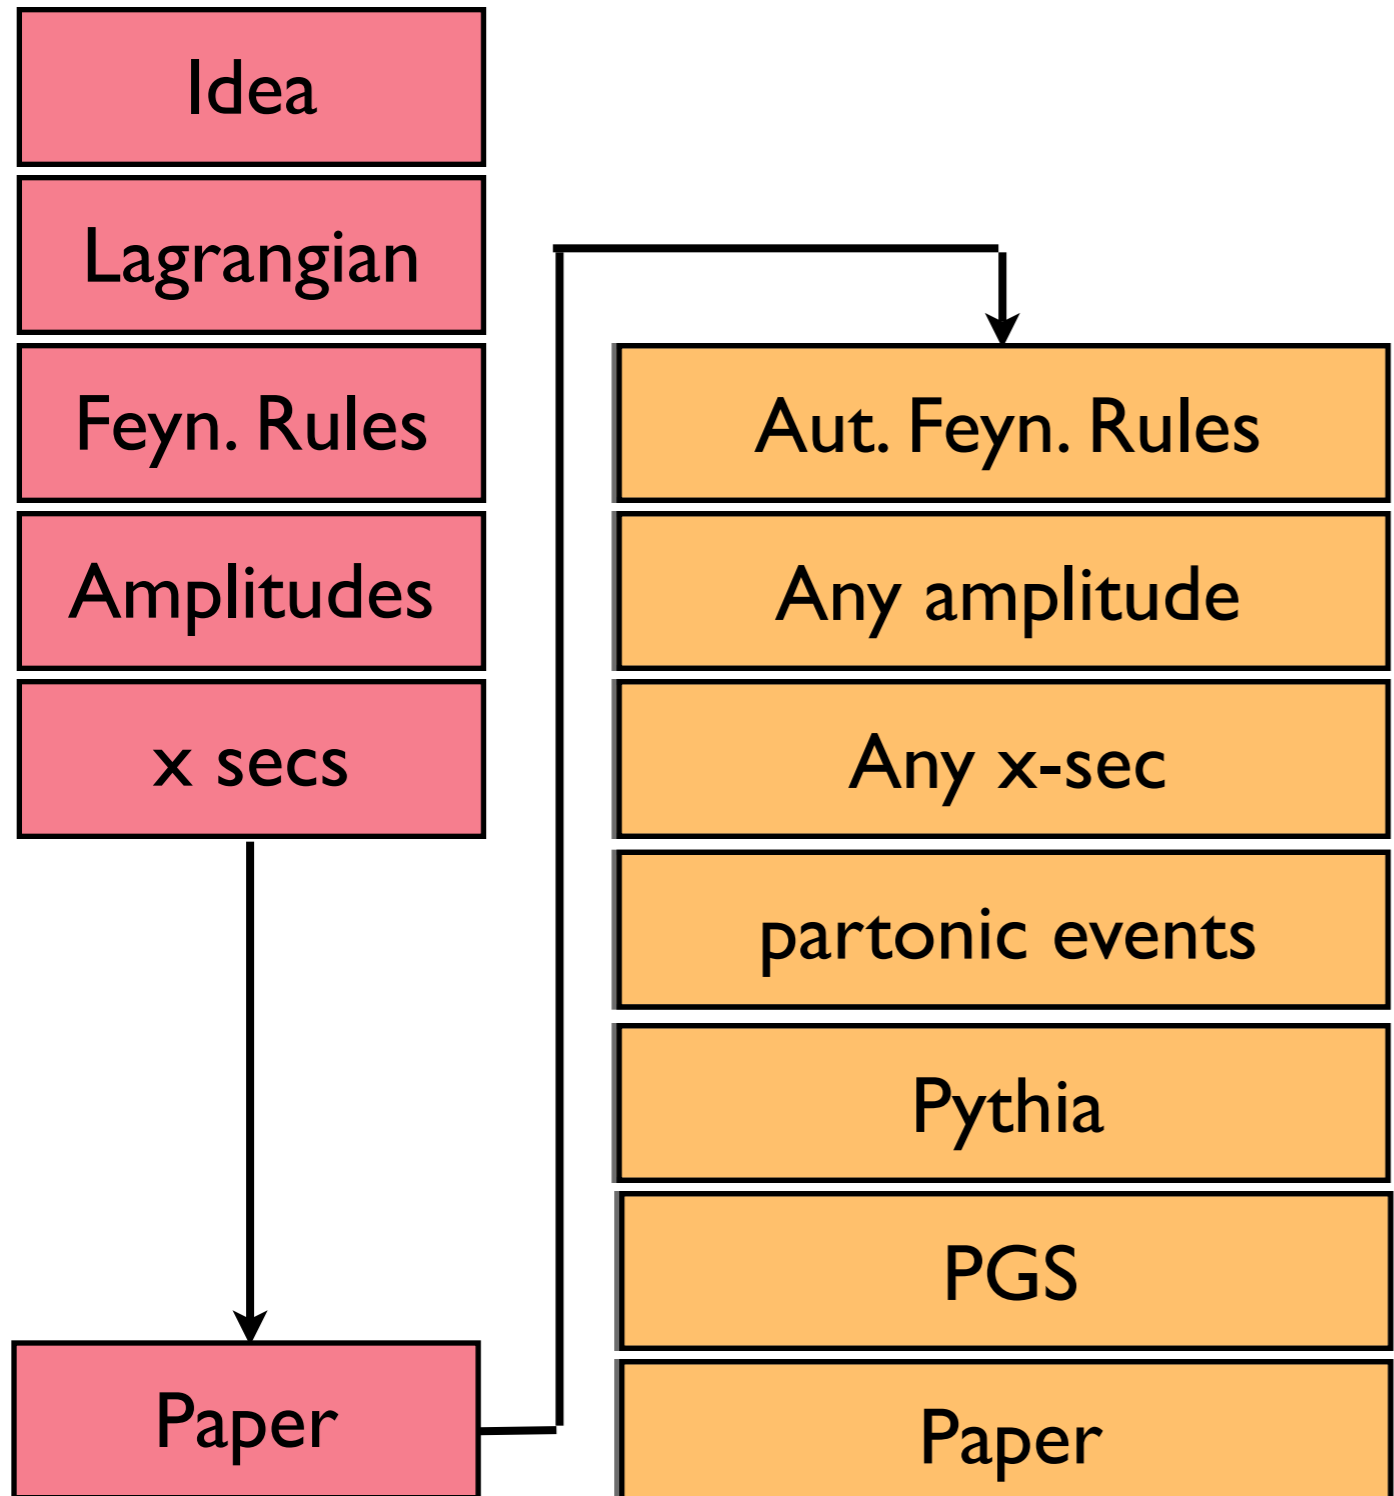 Idea
Lagrangian
Feyn. Rules
Amplitudes
x secs
Paper
Aut. Feyn. Rules
Any amplitude
Any x-sec
partonic events
Pythia
PGS
Paper